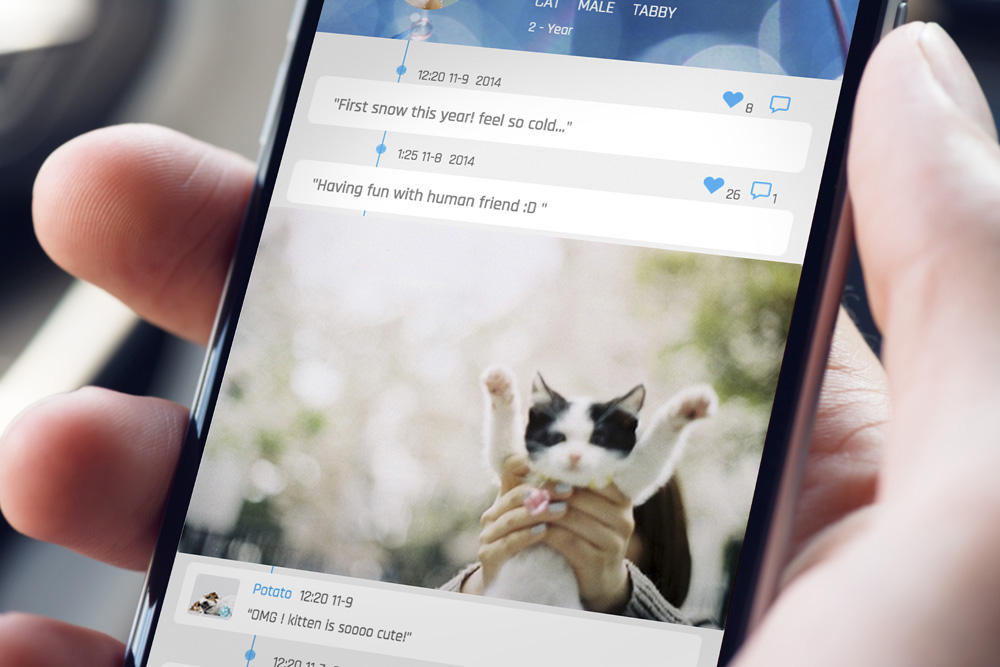 CAT MALE TABBY
2 - Year
12:20 11-9 2014
8
"First snow this year! feel so cold..."
1:25 11-8 2014
26
1
"Having fun with human friend :D "
Potato 12:20 11-9
"OMG ! kitten is soooo cute!"
12:20 11-7